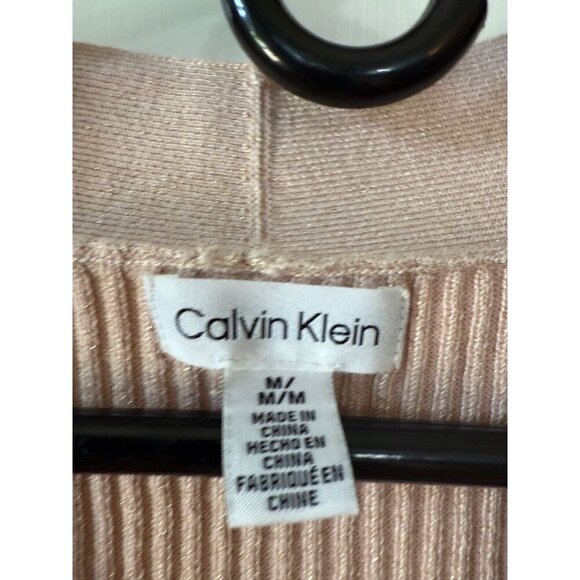 Calvin Klein
M/
M/M
MADE IN
CHINA
HECHO EN
CHINA
FABRIQUÉ EN
CHINE